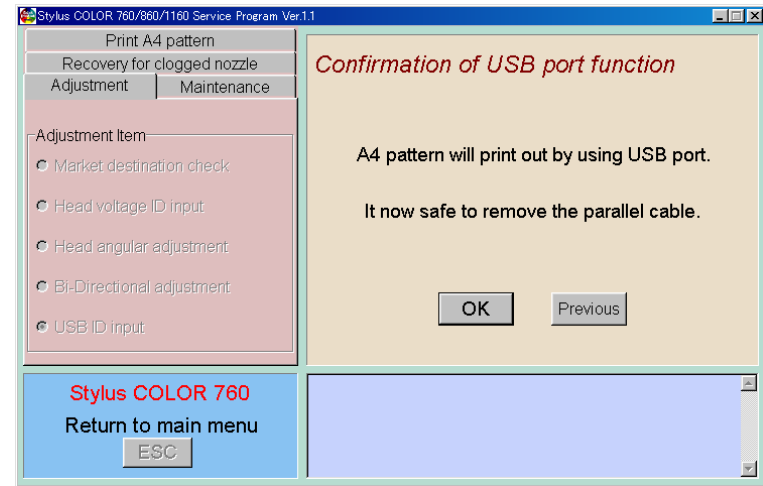 Stylus COLOR 760/860/1160 Service Program Ver.1.1
Print A4 pattern
Recovery for clogged nozzle
Adjustment
Maintenance
Adjustment Item
Market destination check
Head voltage ID input
Head angular adjustment
Bi-Directional adjustment
USB ID input
Confirmation of USB port function
A4 pattern will print out by using USB port.
It now safe to remove the parallel cable.
OK
Previous
Stylus COLOR 760
Return to main menu
ESC